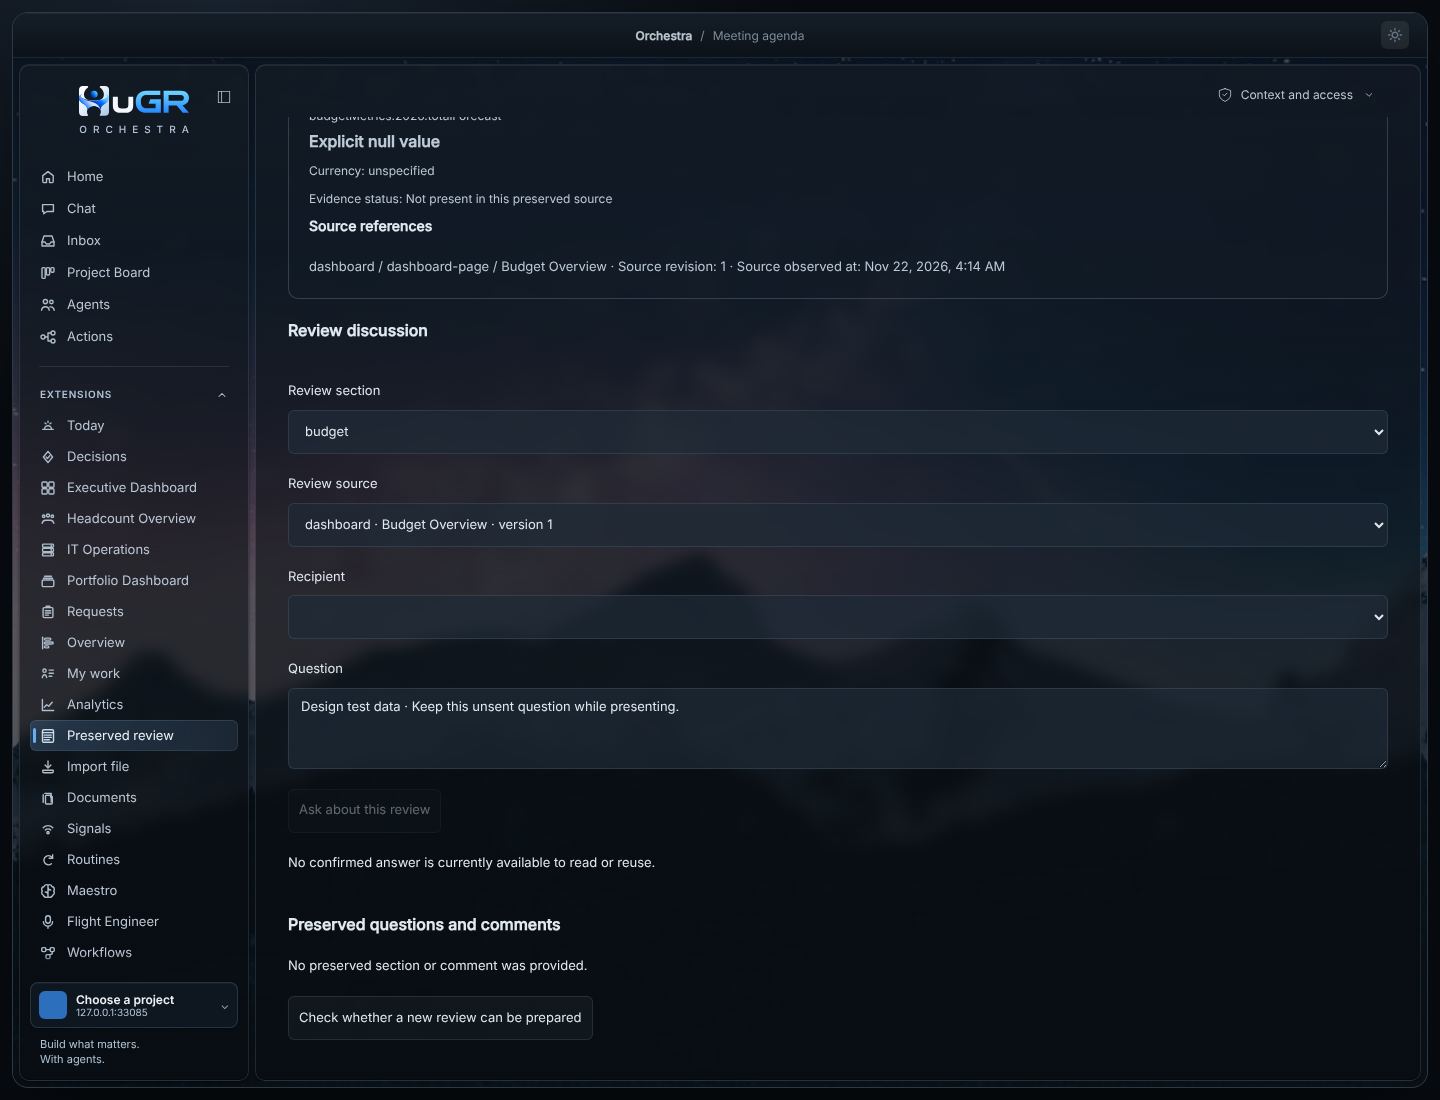 Orchestra / Meeting agenda
HuGR
ORCHESTRA
Context and access
Home
Chat
Inbox
Project Board
Agents
Actions
EXTENSIONS
Today
Decisions
Executive Dashboard
Headcount Overview
IT Operations
Portfolio Dashboard
Requests
Overview
My work
Analytics
Preserved review
Import file
Documents
Signals
Routines
Maestro
Flight Engineer
Workflows
Choose a project
127.0.0.1:33085
Build what matters.
With agents.
budgetMetrics.2026.totalForecast
Explicit null value
Currency: unspecified
Evidence status: Not present in this preserved source
Source references
dashboard / dashboard-page / Budget Overview · Source revision: 1 · Source observed at: Nov 22, 2026, 4:14 AM
Review discussion
Review section
budget
Review source
dashboard · Budget Overview · version 1
Recipient
Question
Design test data · Keep this unsent question while presenting.
Ask about this review
No confirmed answer is currently available to read or reuse.
Preserved questions and comments
No preserved section or comment was provided.
Check whether a new review can be prepared